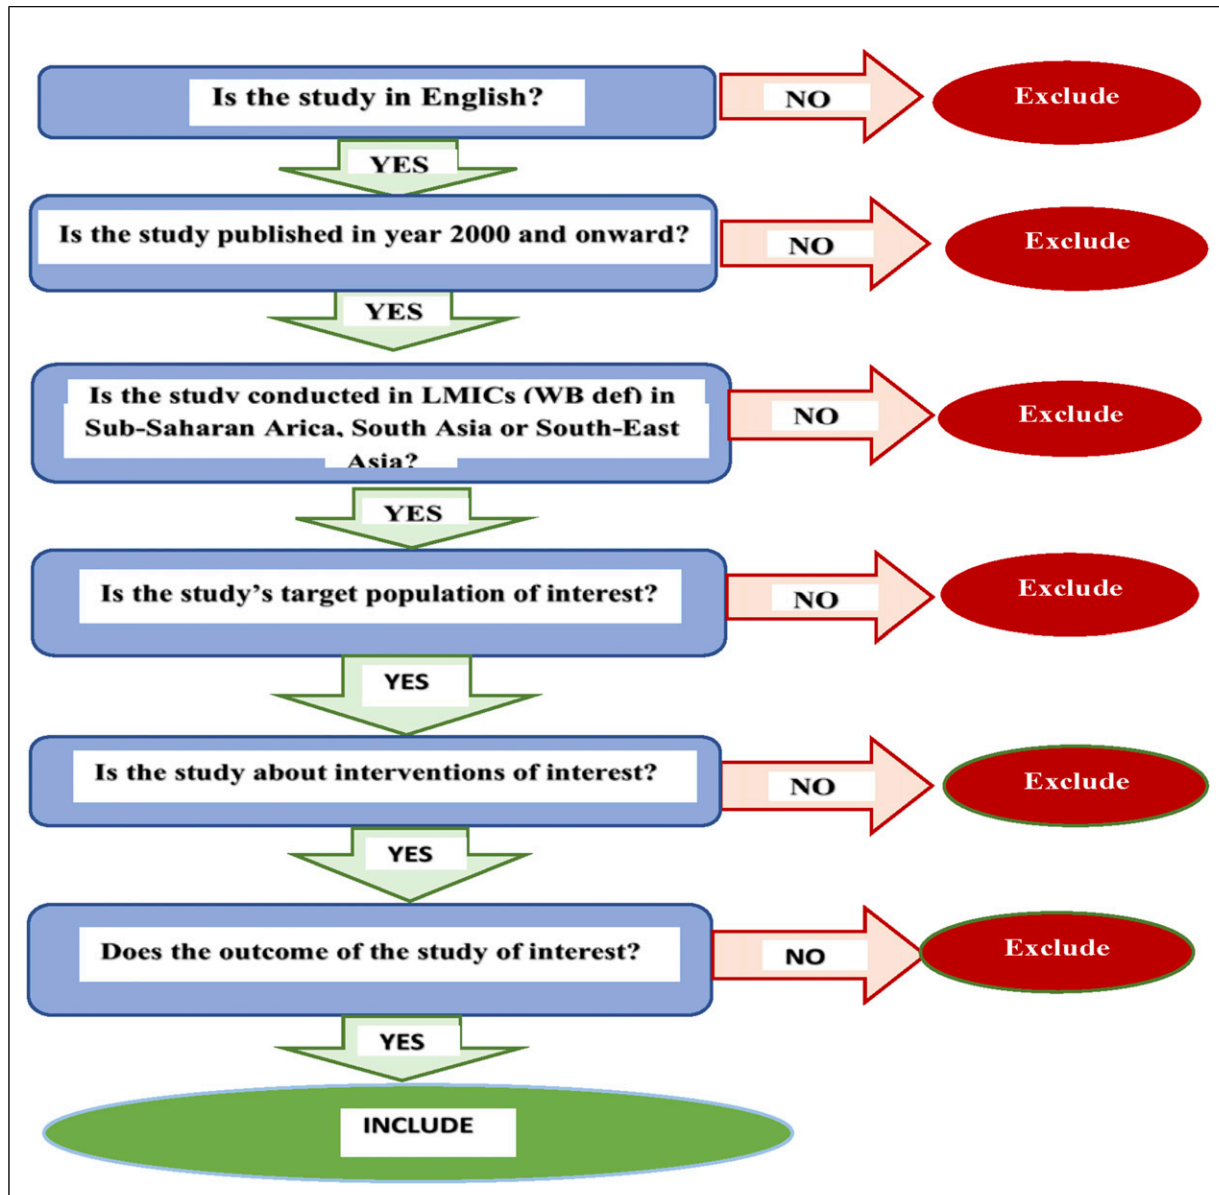 Is the study in English?
NO
Exclude
YES
Is the study published in year 2000 and onward?
NO
Exclude
YES
Is the study conducted in LMICs (WB def) in
Sub-Saharan Arica, South Asia or South-East
Asia?
NO
Exclude
YES
Is the study’s target population of interest?
NO
Exclude
YES
Is the study about interventions of interest?
NO
Exclude
YES
Does the outcome of the study of interest?
NO
Exclude
YES
INCLUDE